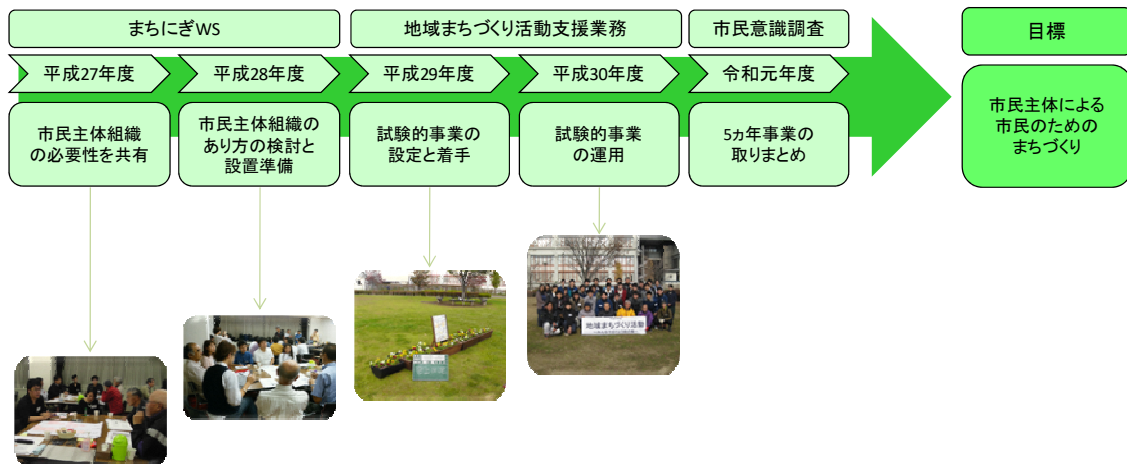 まちにぎWS
地域まちづくり活動支援業務
市民意識調査
目標
平成27年度
平成28年度
平成29年度
平成30年度
令和元年度
市民主体組織
の必要性を共有
市民主体組織の
あり方の検討と
設置準備
試験的事業の
設定と着手
試験的事業
の運用
5ヵ年事業の
取りまとめ
市民主体による
市民のための
まちづくり
地域まちづくり活動